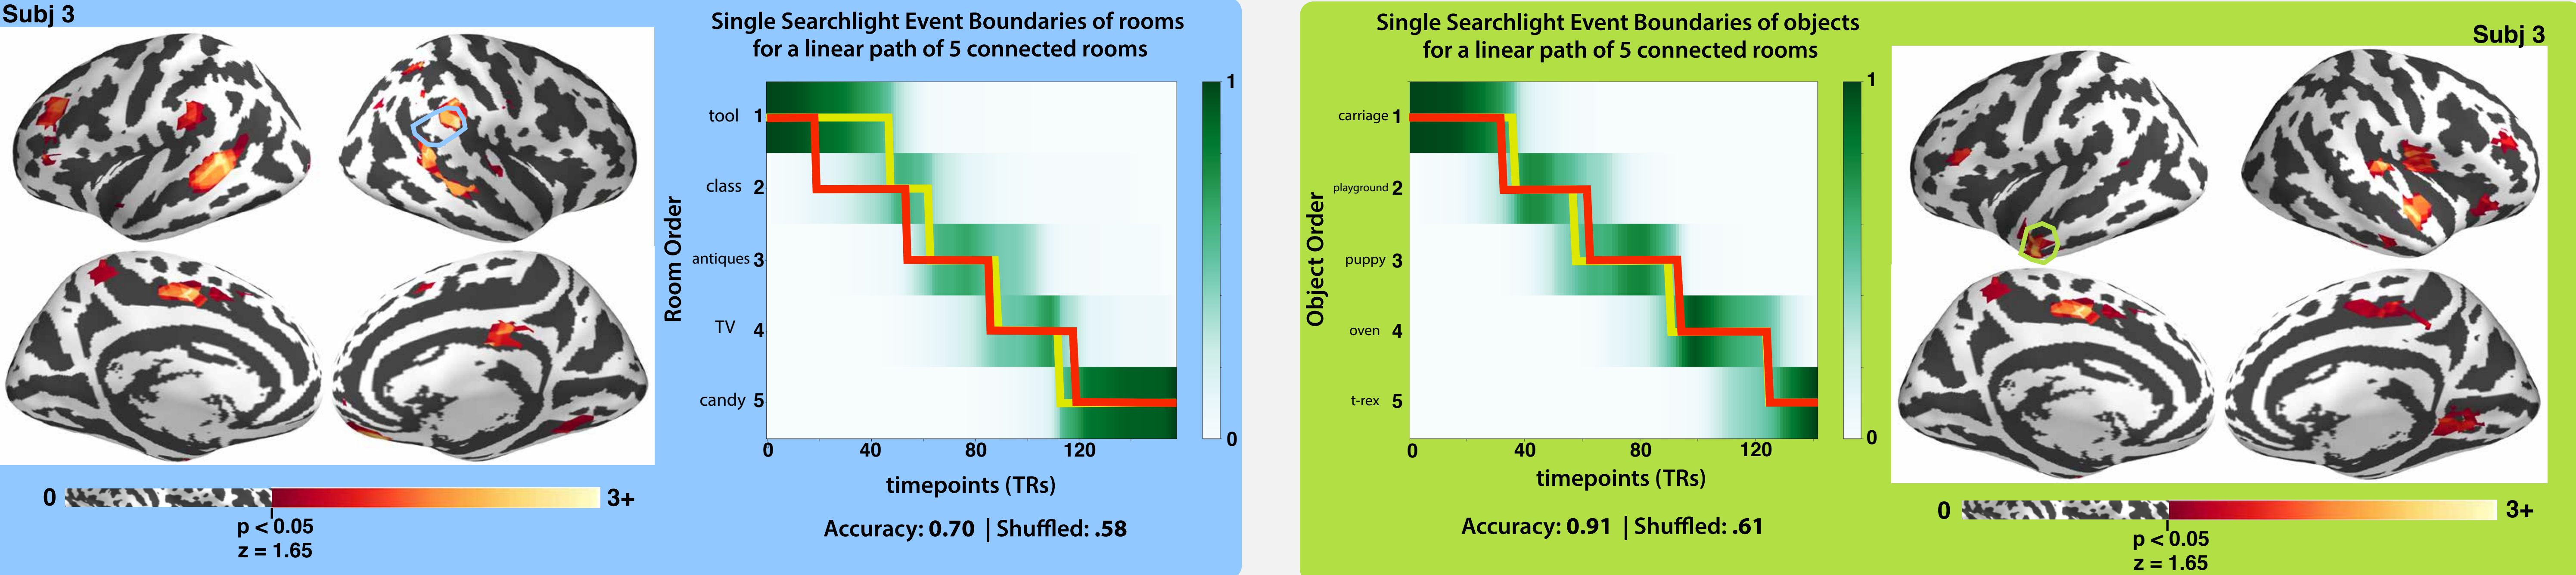 Subj 3
Single Searchlight Event Boundaries of rooms
for a linear path of 5 connected rooms
1
0
Room Order
tool 1
class 2
antiques 3
TV 4
candy 5
0 40 80 120
timepoints (TRs)
Accuracy: 0.70 | Shuffled: .58
0 3+
p < 0.05
z = 1.65
Single Searchlight Event Boundaries of objects
for a linear path of 5 connected rooms
1
0
Object Order
carriage 1
playground 2
puppy 3
oven 4
t-rex 5
0 40 80 120
timepoints (TRs)
Accuracy: 0.91 | Shuffled: .61
Subj 3
0 3+
p < 0.05
z = 1.65